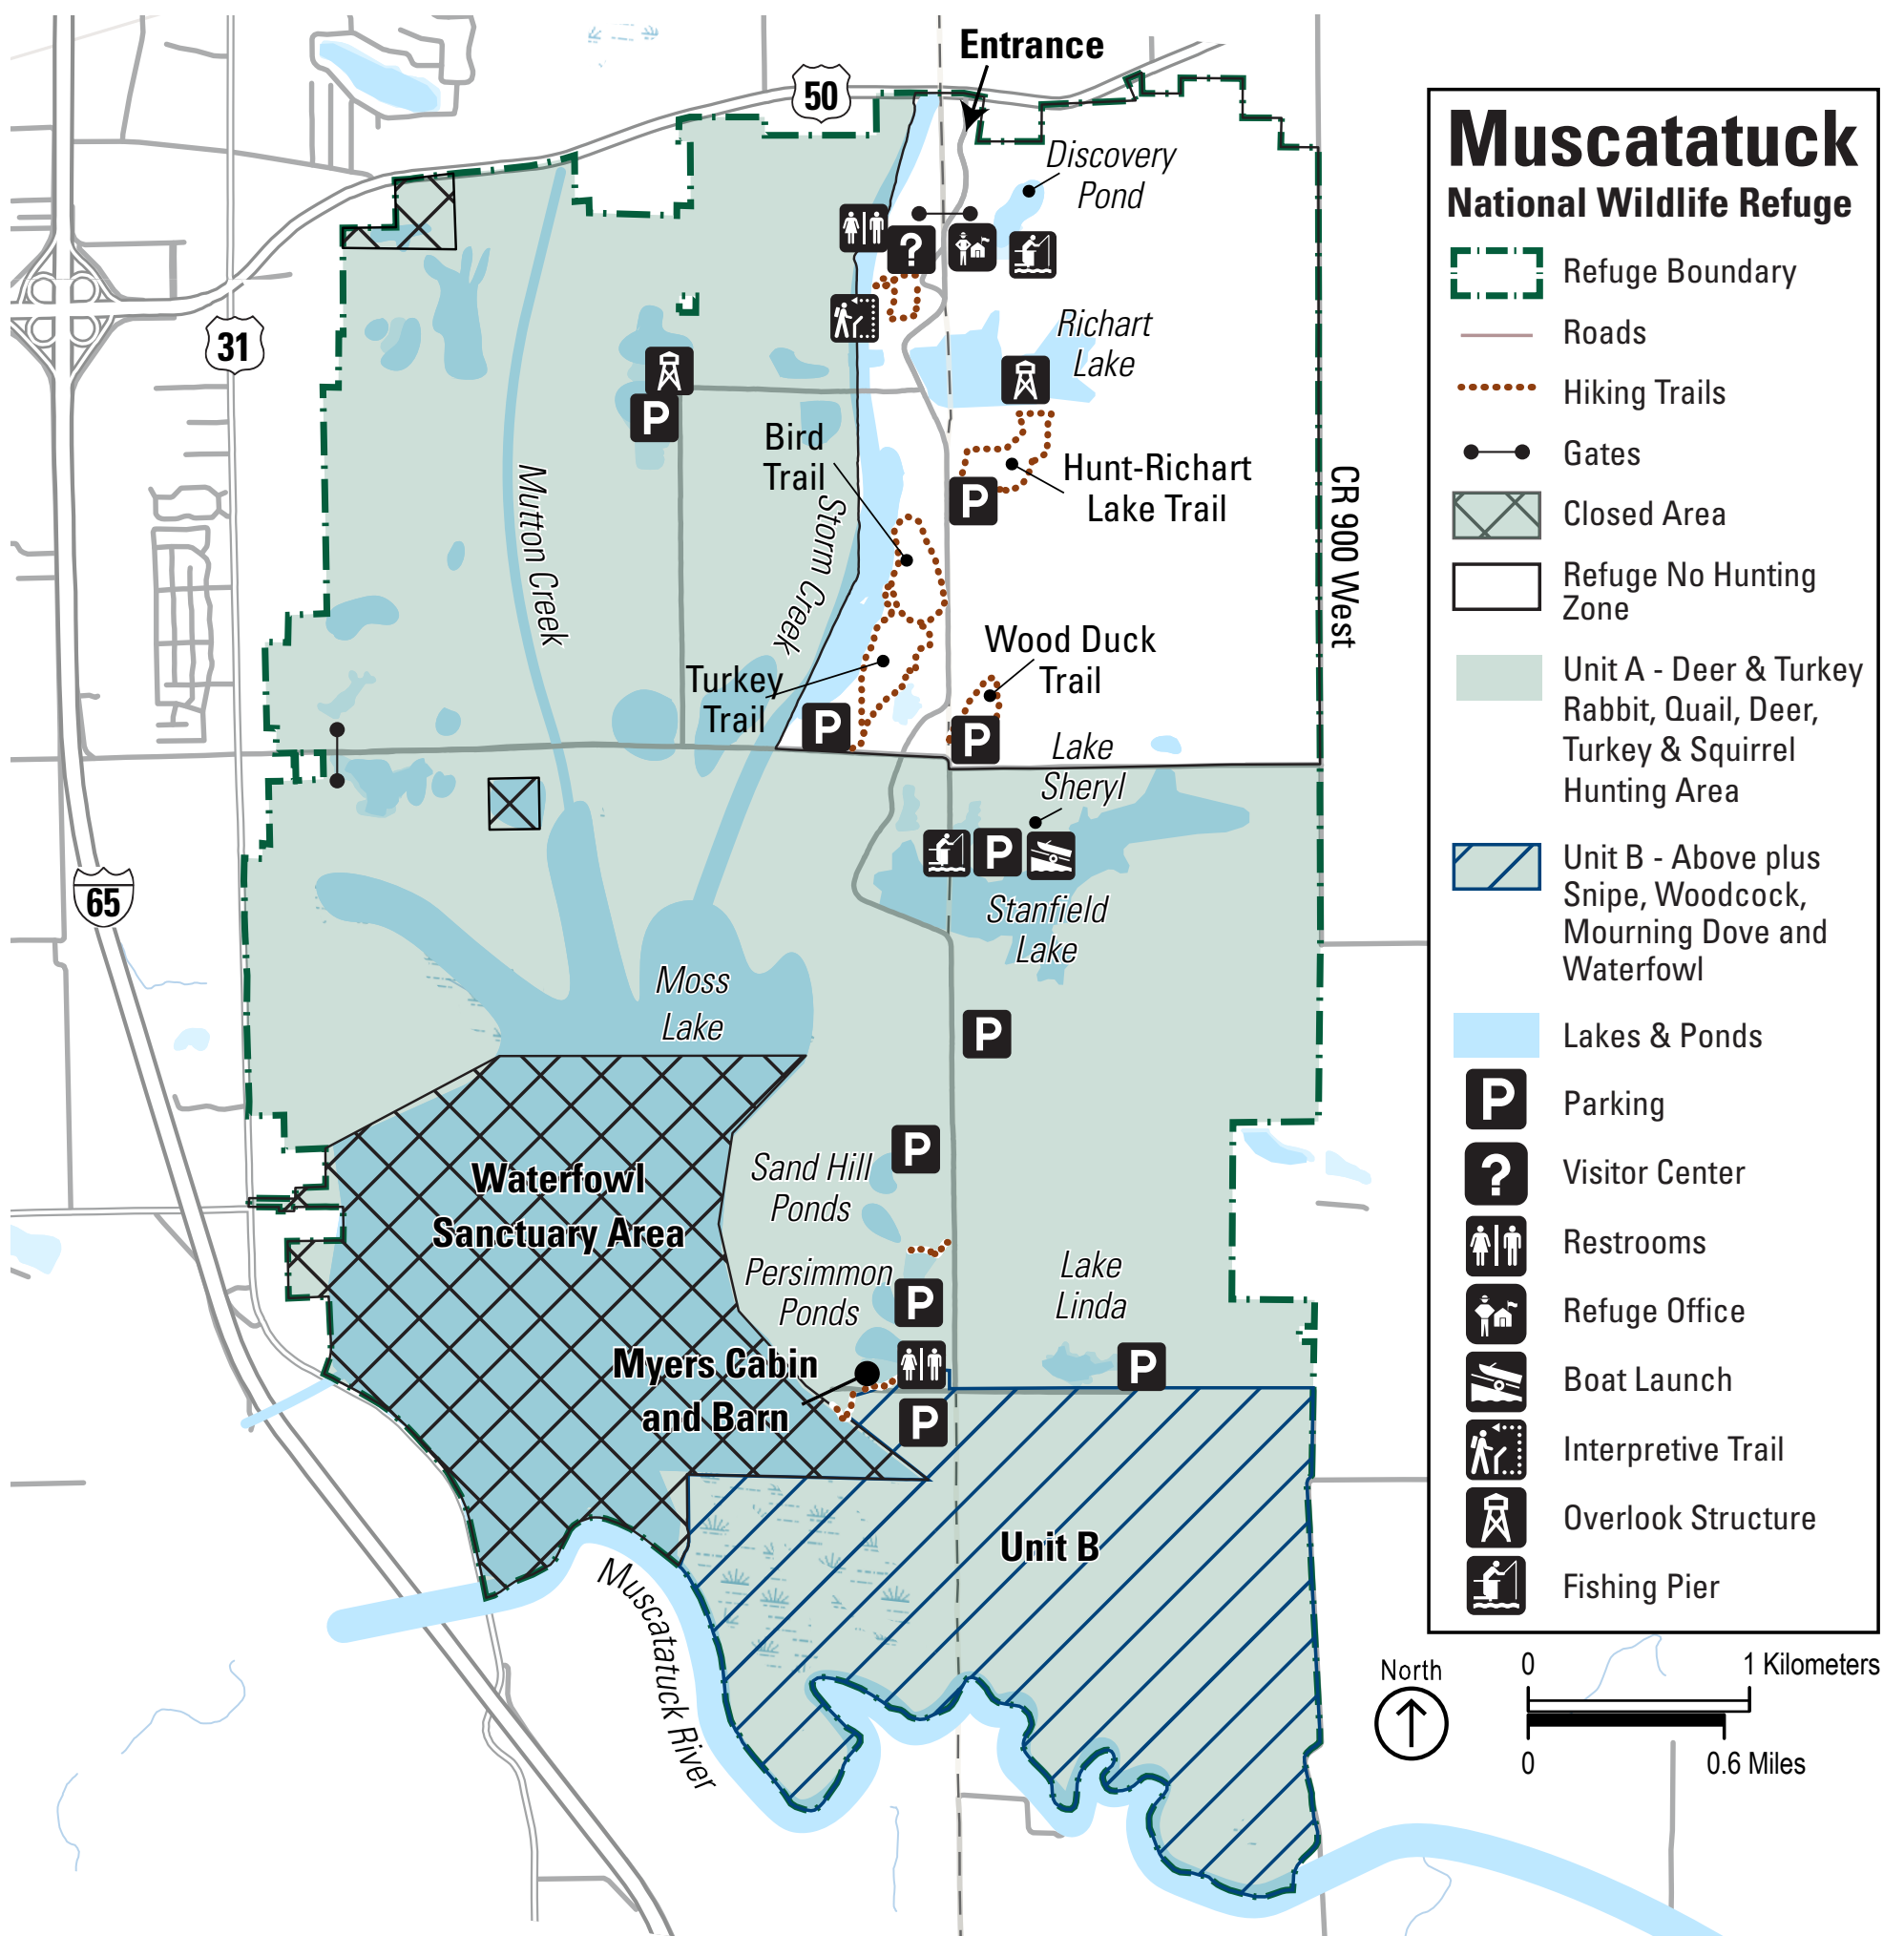 Entrance
50
Discovery
Pond
?
31
Richart
Lake
P
Bird
Trail
Hunt-Richart
Lake Trail
P
Mutton Creek
Storm Creek
CR 900 West
Wood Duck
Trail
Turkey
Trail
P
P
Lake
Sheryl
P
65
Stanfield
Lake
Moss
Lake
P
P
Waterfowl
Sanctuary Area
Sand Hill
Ponds
Persimmon
Ponds
P
Lake
Linda
P
Myers Cabin
and Barn
P
Unit B
Muscatatuck River
Muscatatuck
National Wildlife Refuge
Refuge Boundary
Roads
Hiking Trails
Gates
Closed Area
Refuge No Hunting
Zone
Unit A - Deer & Turkey
Rabbit, Quail, Deer,
Turkey & Squirrel
Hunting Area
Unit B - Above plus
Snipe, Woodcock,
Mourning Dove and
Waterfowl
Lakes & Ponds
P Parking
? Visitor Center
Restrooms
Refuge Office
Boat Launch
Interpretive Trail
Overlook Structure
Fishing Pier
North
0 1 Kilometers
0 0.6 Miles